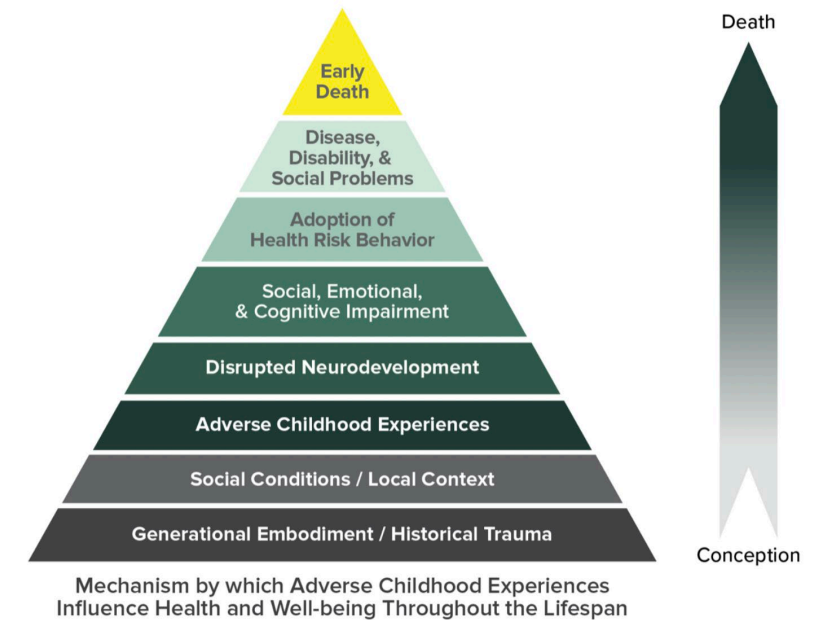 Death
Early
Death
Disease,
Disability, &
Social Problems
Adoption of
Health Risk Behavior
Social, Emotional,
& Cognitive Impairment
Disrupted Neurodevelopment
Adverse Childhood Experiences
Social Conditions / Local Context
Generational Embodiment / Historical Trauma
Conception
Mechanism by which Adverse Childhood Experiences
Influence Health and Well-being Throughout the Lifespan